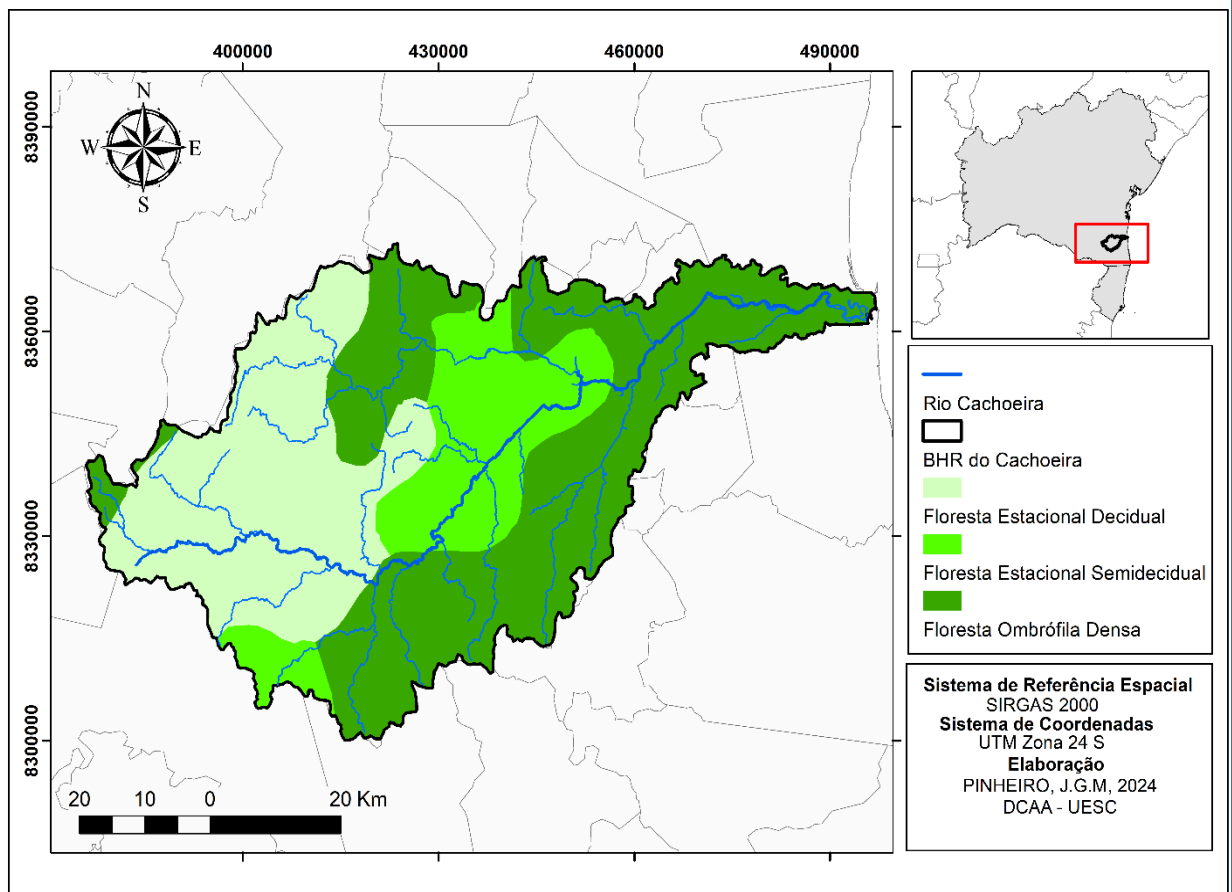 400000 430000 460000 490000
8390000
8360000
8330000
8300000
N
W E
S
20 10 0 20 Km
Rio Cachoeira
BHR do Cachoeira
Floresta Estacional Decidual
Floresta Estacional Semidecidual
Floresta Ombrófila Densa
Sistema de Referência Espacial
SIRGAS 2000
Sistema de Coordenadas
UTM Zona 24 S
Elaboração
PINHEIRO, J.G.M, 2024
DCAA - UESC